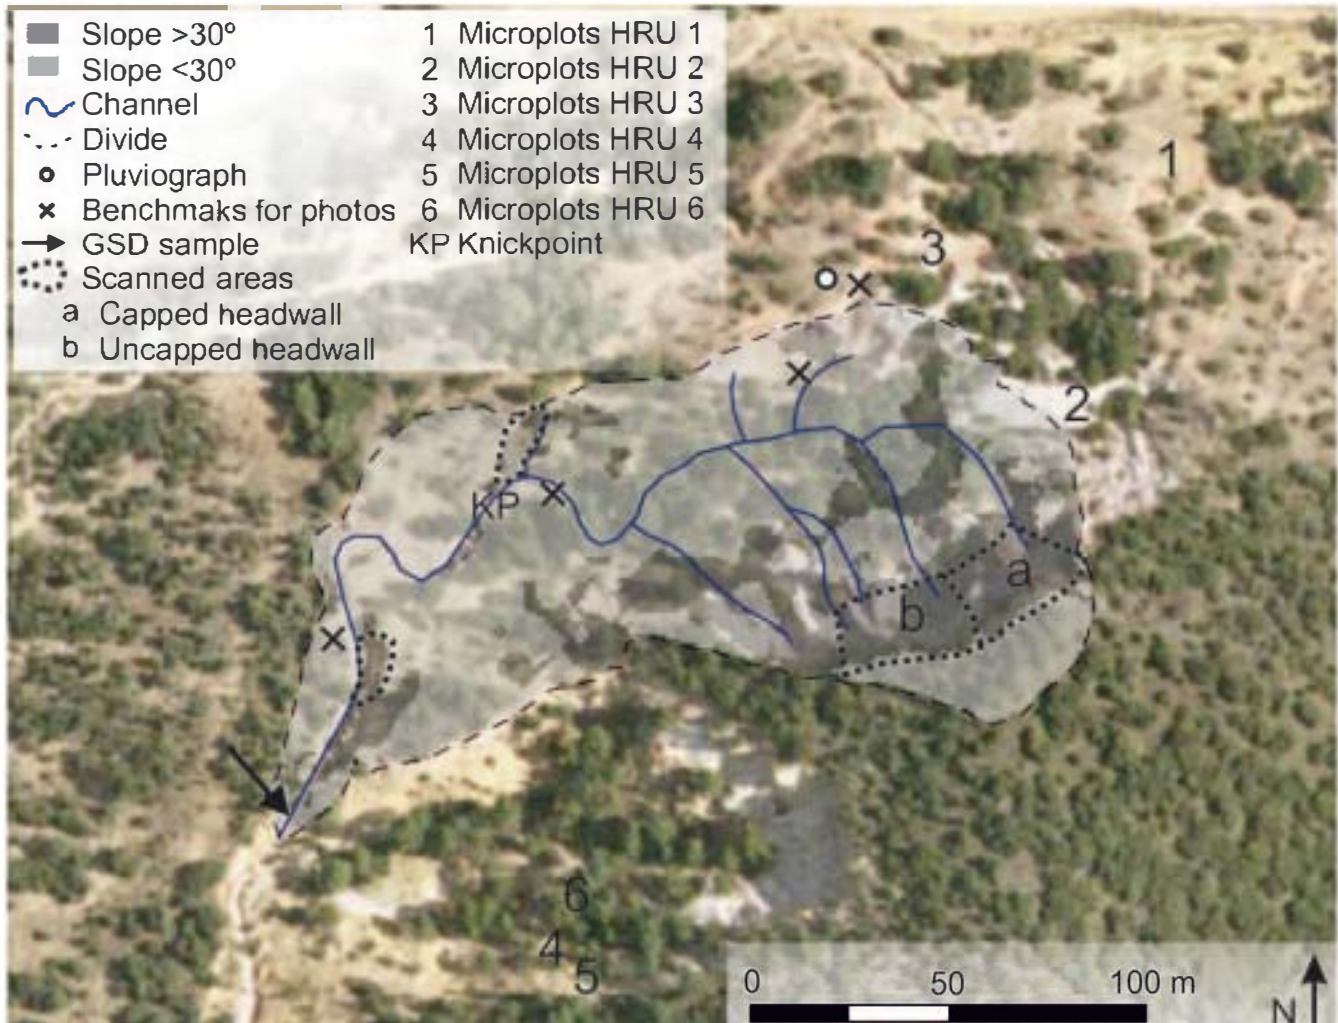 Slope >30º
Slope <30º
Channel
Divide
Pluviograph
Benchmaks for photos
GSD sample
Scanned areas
a Capped headwall
b Uncapped headwall
1 Microplots HRU 1
2 Microplots HRU 2
3 Microplots HRU 3
4 Microplots HRU 4
5 Microplots HRU 5
6 Microplots HRU 6
KP Knickpoint
1
3
2
KP
a
b
6
4
5
0 50 100 m
N